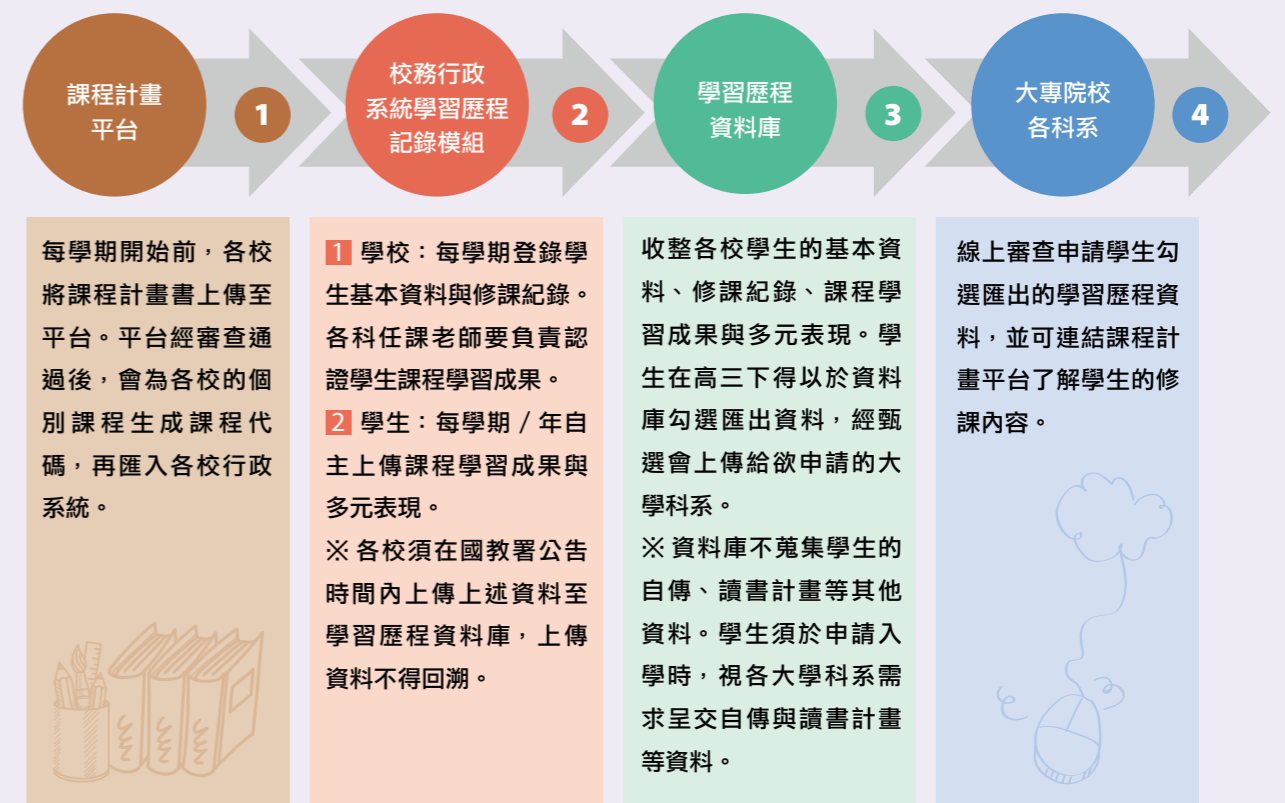 課程計畫
平台
1
校務行政
系統學習歷程
記錄模組
2
學習歷程
資料庫
3
大專院校
各科系
4
每學期開始前，各校
將課程計畫書上傳至
平台。平台經審查通
過後，會為各校的個
別課程生成課程代
碼，再匯入各校行政
系統。
1 學校：每學期登錄學
生基本資料與修課紀錄。
各科任課老師要負責認
證學生課程學習成果。
2 學生：每學期／年自
主上傳課程學習成果與
多元表現。
※ 各校須在國教署公告
時間內上傳上述資料至
學習歷程資料庫，上傳
資料不得回溯。
收整各校學生的基本資
料、修課紀錄、課程學
習成果與多元表現。學
生在高三下得以於資料
庫勾選匯出資料，經甄
選會上傳給欲申請的大
學科系。
※ 資料庫不蒐集學生的
自傳、讀書計畫等其他
資料。學生須於申請入
學時，視各大學科系需
求呈交自傳與讀書計畫
等資料。
線上審查申請學生勾
選匯出的學習歷程資
料，並可連結課程計
畫平台了解學生的修
課內容。